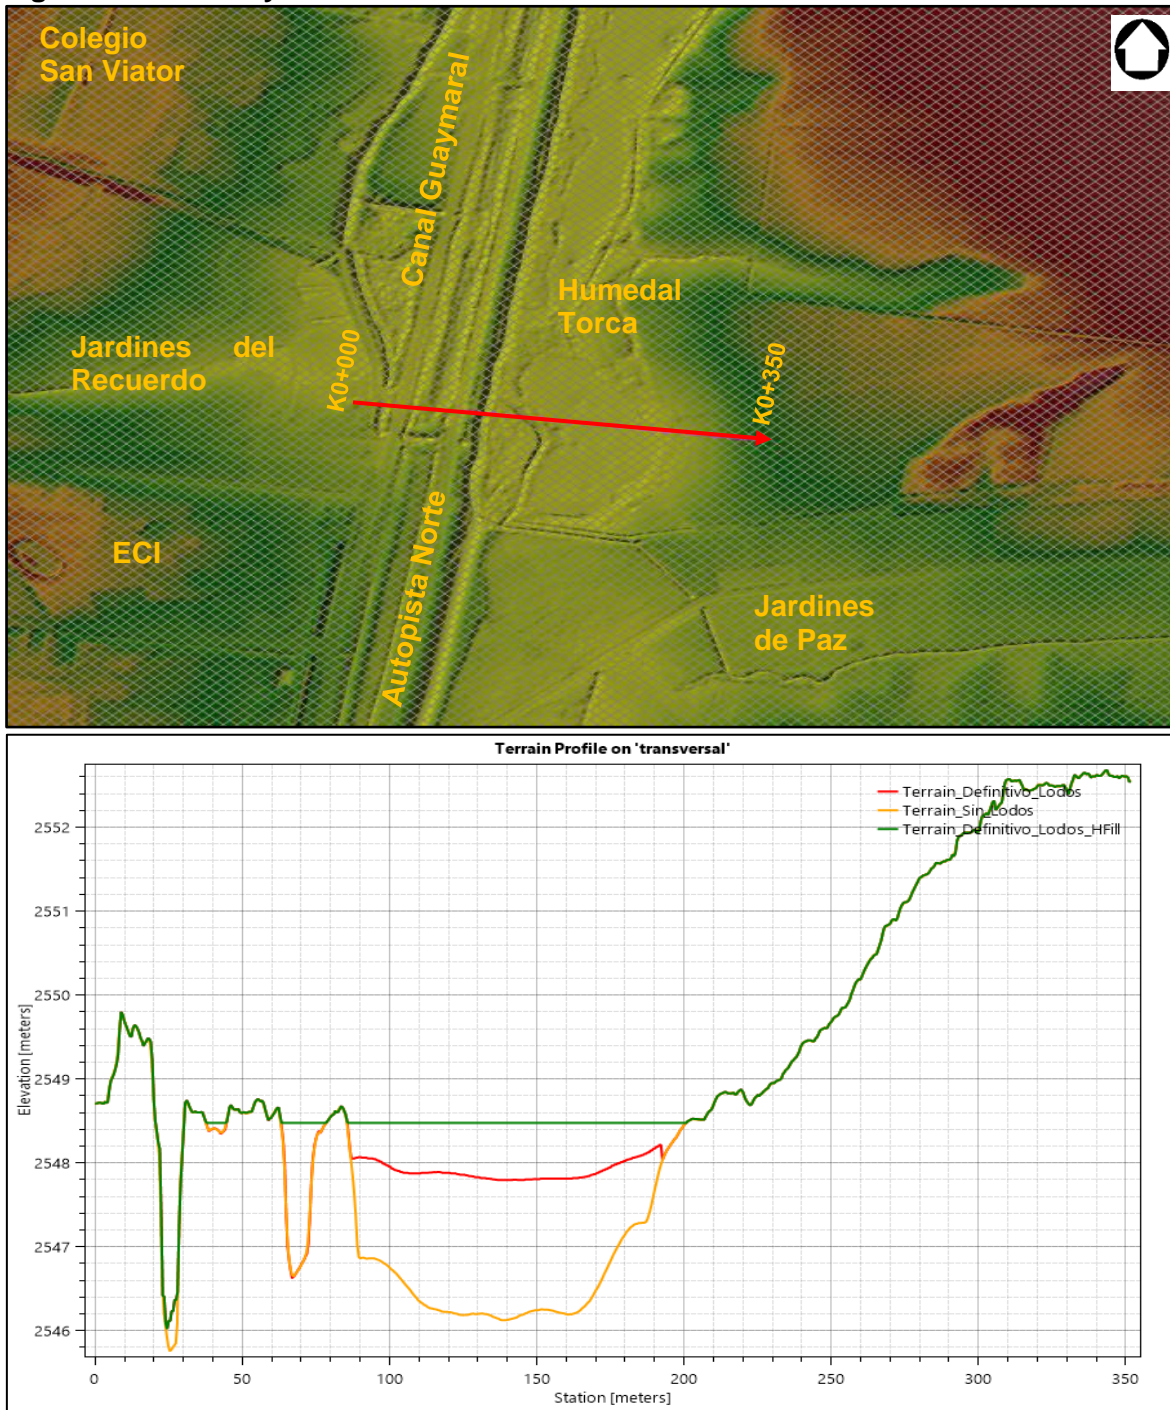 Colegio
San Viator
Canal Guaymaral
Humedal
Torca
Jardines del
Recuerdo
K0+000
K0+350
ECI
Autopista Norte
Jardines
de Paz
Terrain Profile on 'transversal'
Terrain_Definitivo_Lodos
Terrain_Sin_Lodos
Terrain_Definitivo_Lodos_HFill
Elevation [meters]
2552
2551
2550
2549
2548
2547
2546
0 50 100 150 200 250 300 350
Station [meters]